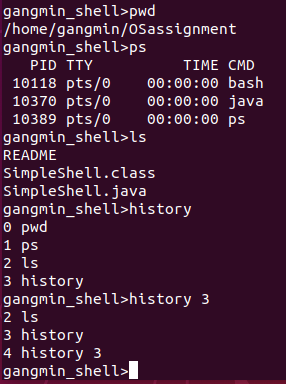 gangmin_shell>pwd
/home/gangmin/OSassignment
gangmin_shell>ps
   PID TTY          TIME CMD
 10118 pts/0    00:00:00 bash
 10370 pts/0    00:00:00 java
 10389 pts/0    00:00:00 ps
gangmin_shell>ls
README
SimpleShell.class
SimpleShell.java
gangmin_shell>history
0 pwd
1 ps
2 ls
3 history
gangmin_shell>history 3
2 ls
3 history
4 history 3
gangmin_shell>